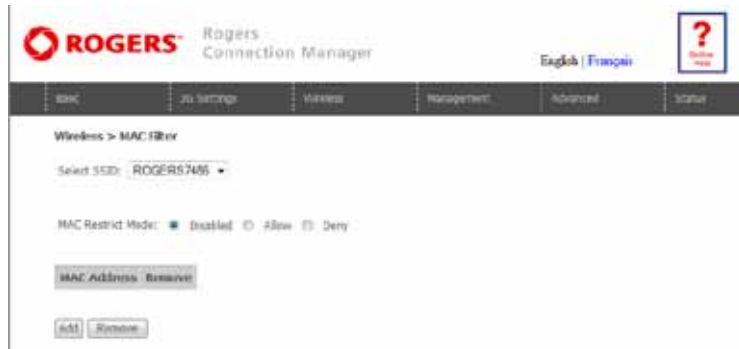 ROGERS™ Rogers
Connection Manager
English | Français
?
Online
Help
Basic 3G Settings Wireless Management Advanced Status
Wireless > MAC Filter
Select SSID: ROGERS7486
MAC Restrict Mode: Disabled Allow Deny
MAC Address Remove
Add Remove